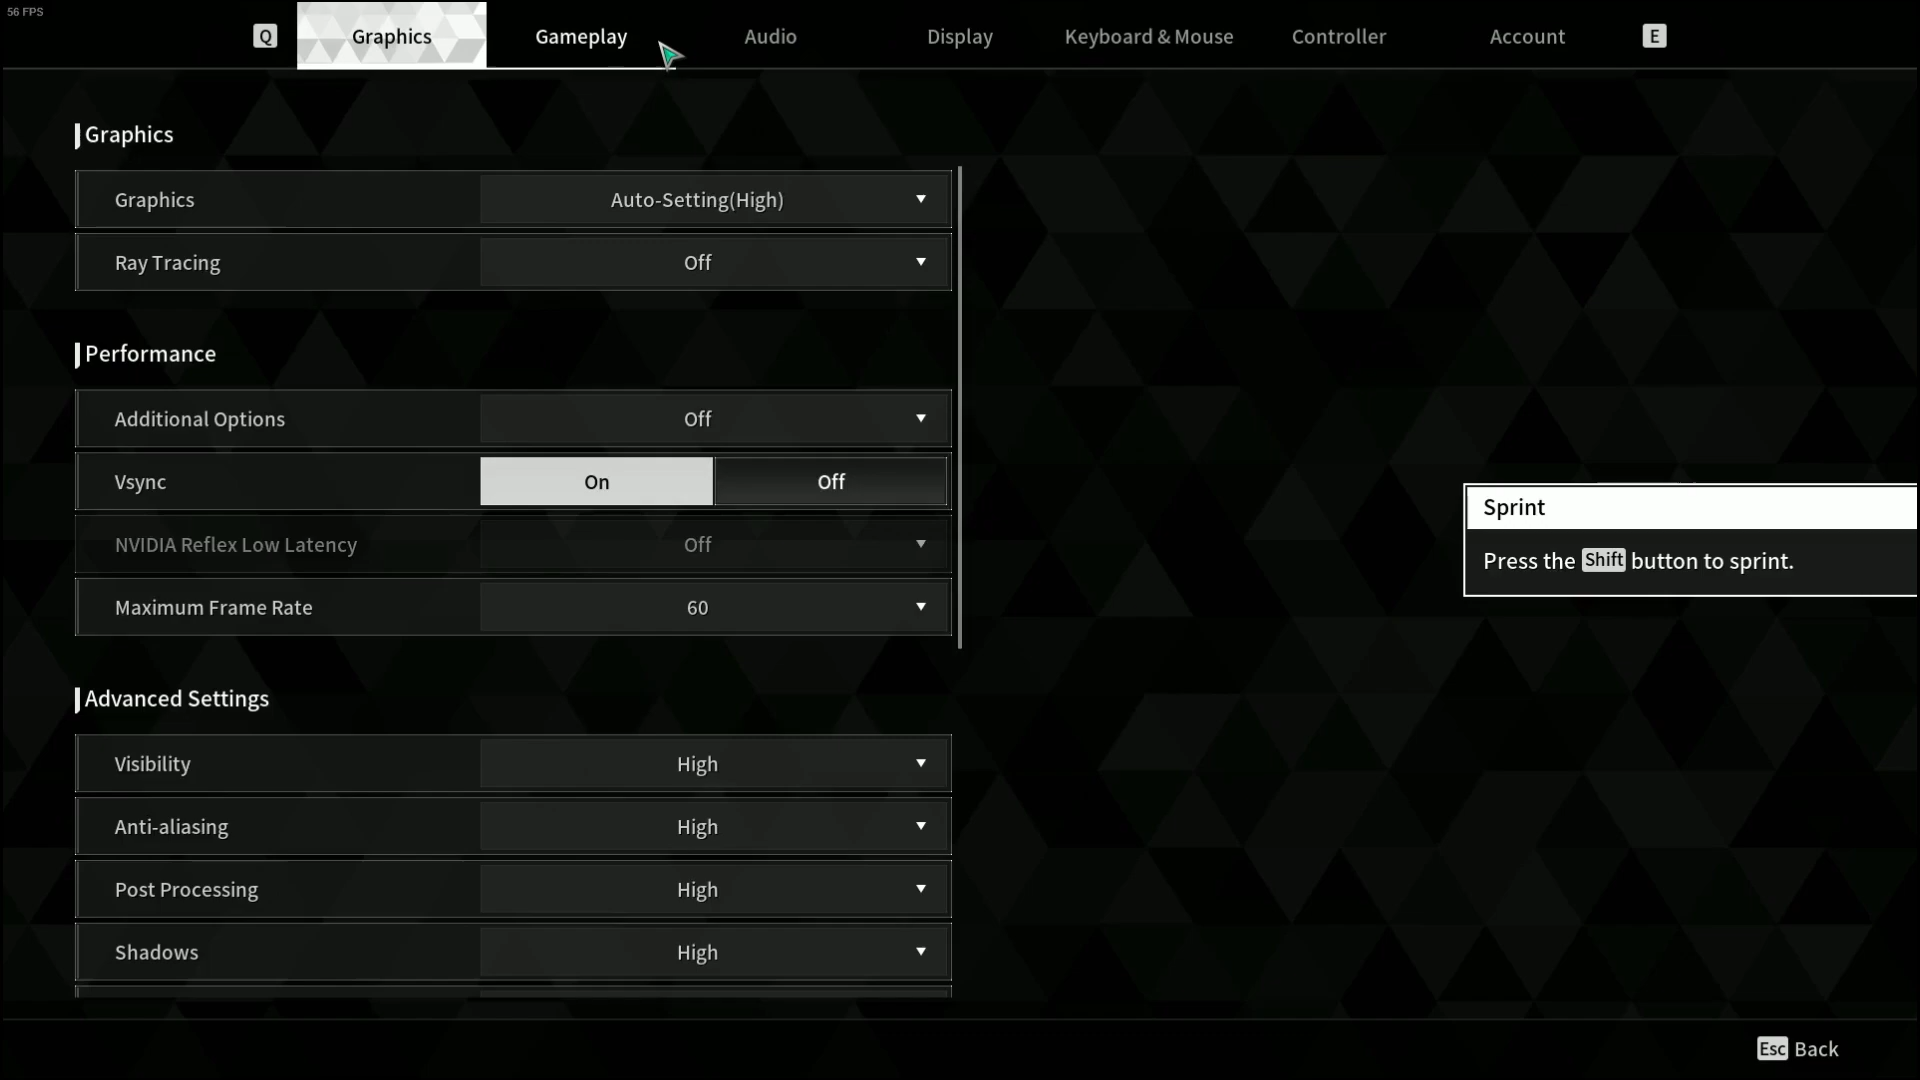 56 FPS
Q Graphics Gameplay Audio Display Keyboard & Mouse Controller Account E
Graphics
Graphics Auto-Setting(High)
Ray Tracing Off
Performance
Additional Options Off
Vsync On Off
NVIDIA Reflex Low Latency Off
Maximum Frame Rate 60
Sprint
Press the Shift button to sprint.
Advanced Settings
Visibility High
Anti-aliasing High
Post Processing High
Shadows High
Esc Back